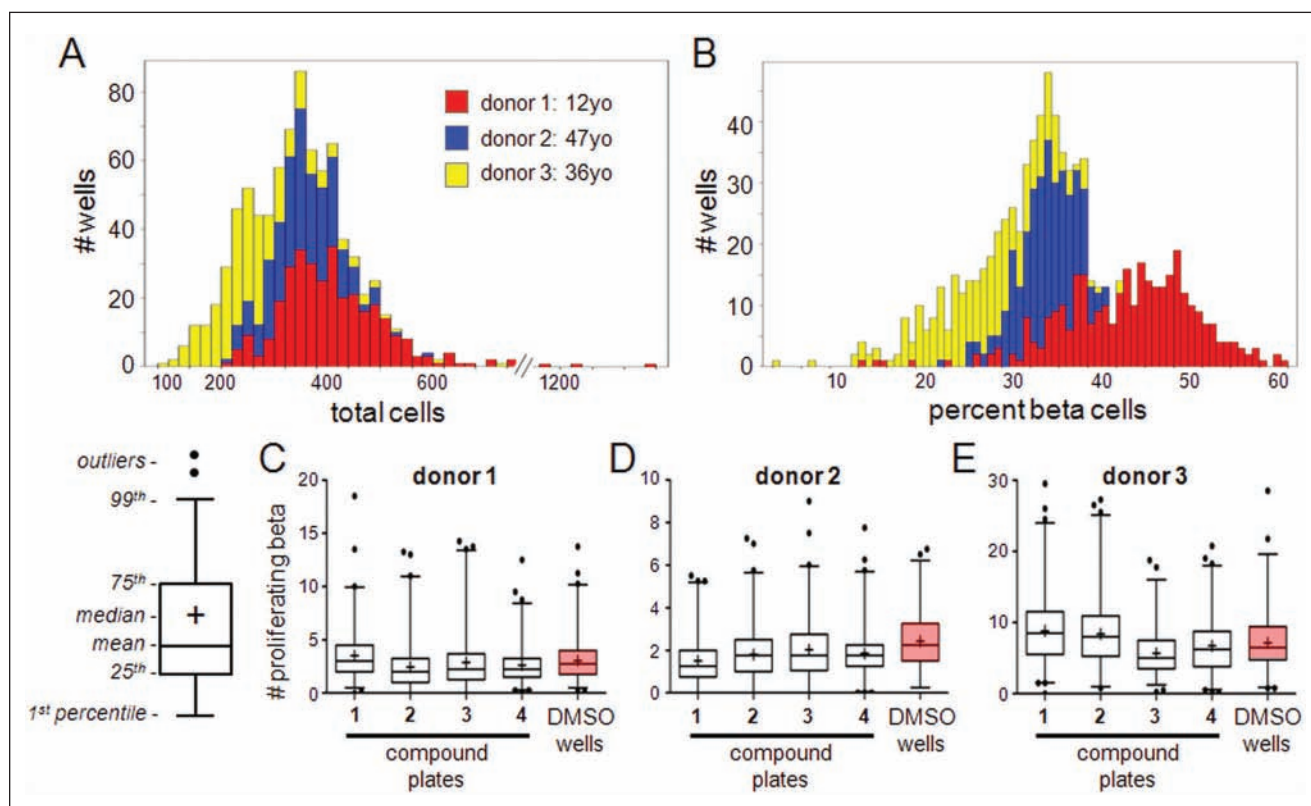 A
# wells
80
60
40
20
0
100
200
400
600
1200
total cells
donor 1: 12yo
donor 2: 47yo
donor 3: 36yo
B
# wells
40
30
20
10
0
10
20
30
40
50
60
percent beta cells
outliers -
99th -
75th -
median -
mean -
25th -
1st percentile -
C
donor 1
# proliferating beta
20
15
10
5
0
1 2 3 4 DMSO
wells
compound
plates
D
donor 2
10
8
6
4
2
0
1 2 3 4 DMSO
wells
compound
plates
E
donor 3
30
20
10
0
1 2 3 4 DMSO
wells
compound
plates